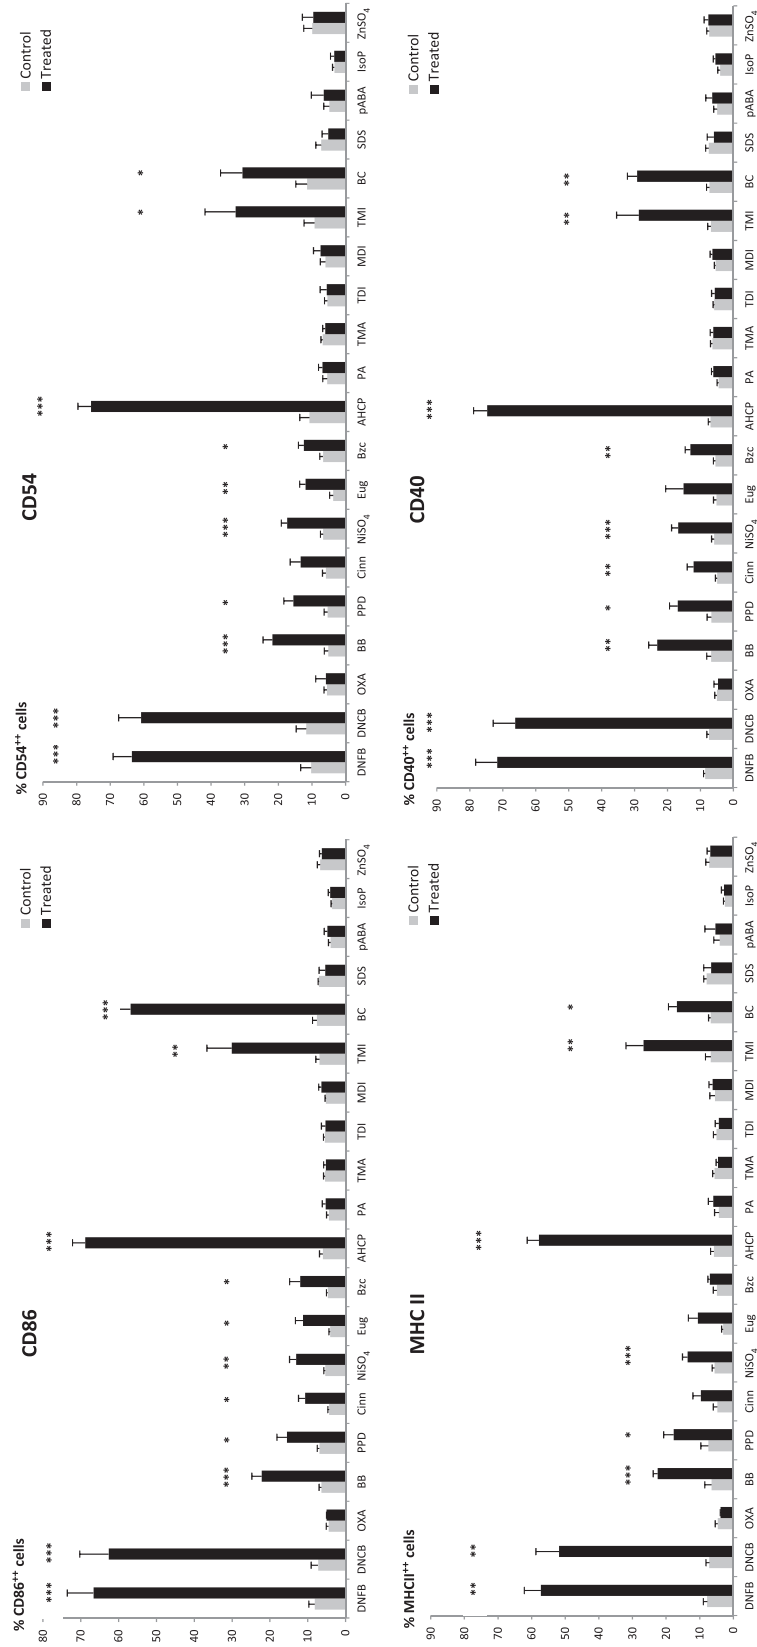 CD86
% CD86++ cells
Control
Treated
80
70
60
50
40
30
20
10
0
*** *** *** * * ** * * *** ** ***
DNFB DNCB OXA BB PPD Cinn NiSO4 Eug Bzc AHCP PA TMA TDI MDI TMI BC SDS pABA IsoP ZnSO4
CD54
% CD54++ cells
Control
Treated
90
80
70
60
50
40
30
20
10
0
*** *** *** * *** ** * *** * *
DNFB DNCB OXA BB PPD Cinn NiSO4 Eug Bzc AHCP PA TMA TDI MDI TMI BC SDS pABA IsoP ZnSO4
MHC II
% MHCII++ cells
Control
Treated
90
80
70
60
50
40
30
20
10
0
** ** *** * *** *** ** *
DNFB DNCB OXA BB PPD Cinn NiSO4 Eug Bzc AHCP PA TMA TDI MDI TMI BC SDS pABA IsoP ZnSO4
CD40
% CD40++ cells
Control
Treated
90
80
70
60
50
40
30
20
10
0
*** *** ** * ** *** ** *** ** **
DNFB DNCB OXA BB PPD Cinn NiSO4 Eug Bzc AHCP PA TMA TDI MDI TMI BC SDS pABA IsoP ZnSO4